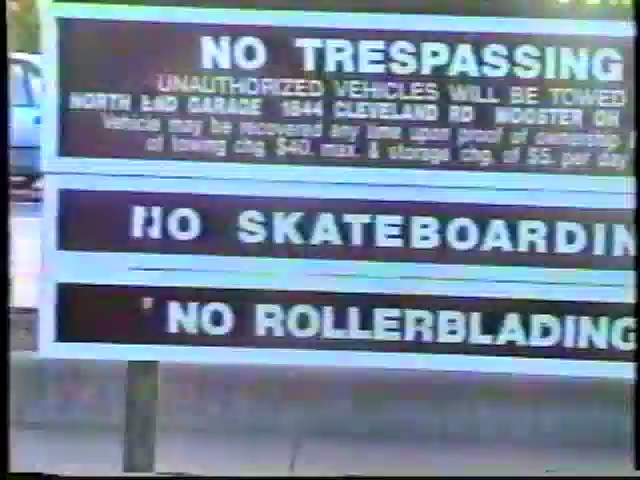 NO TRESPASSING
UNAUTHORIZED VEHICLES WILL BE TOWED
NORTH END GARAGE 1844 CLEVELAND RD WOOSTER OH
Vehicle may be recovered any time upon proof of ownership
of towing chg. $40. max. & storage chg. of $5. per day
NO SKATEBOARDIN
NO ROLLERBLADING